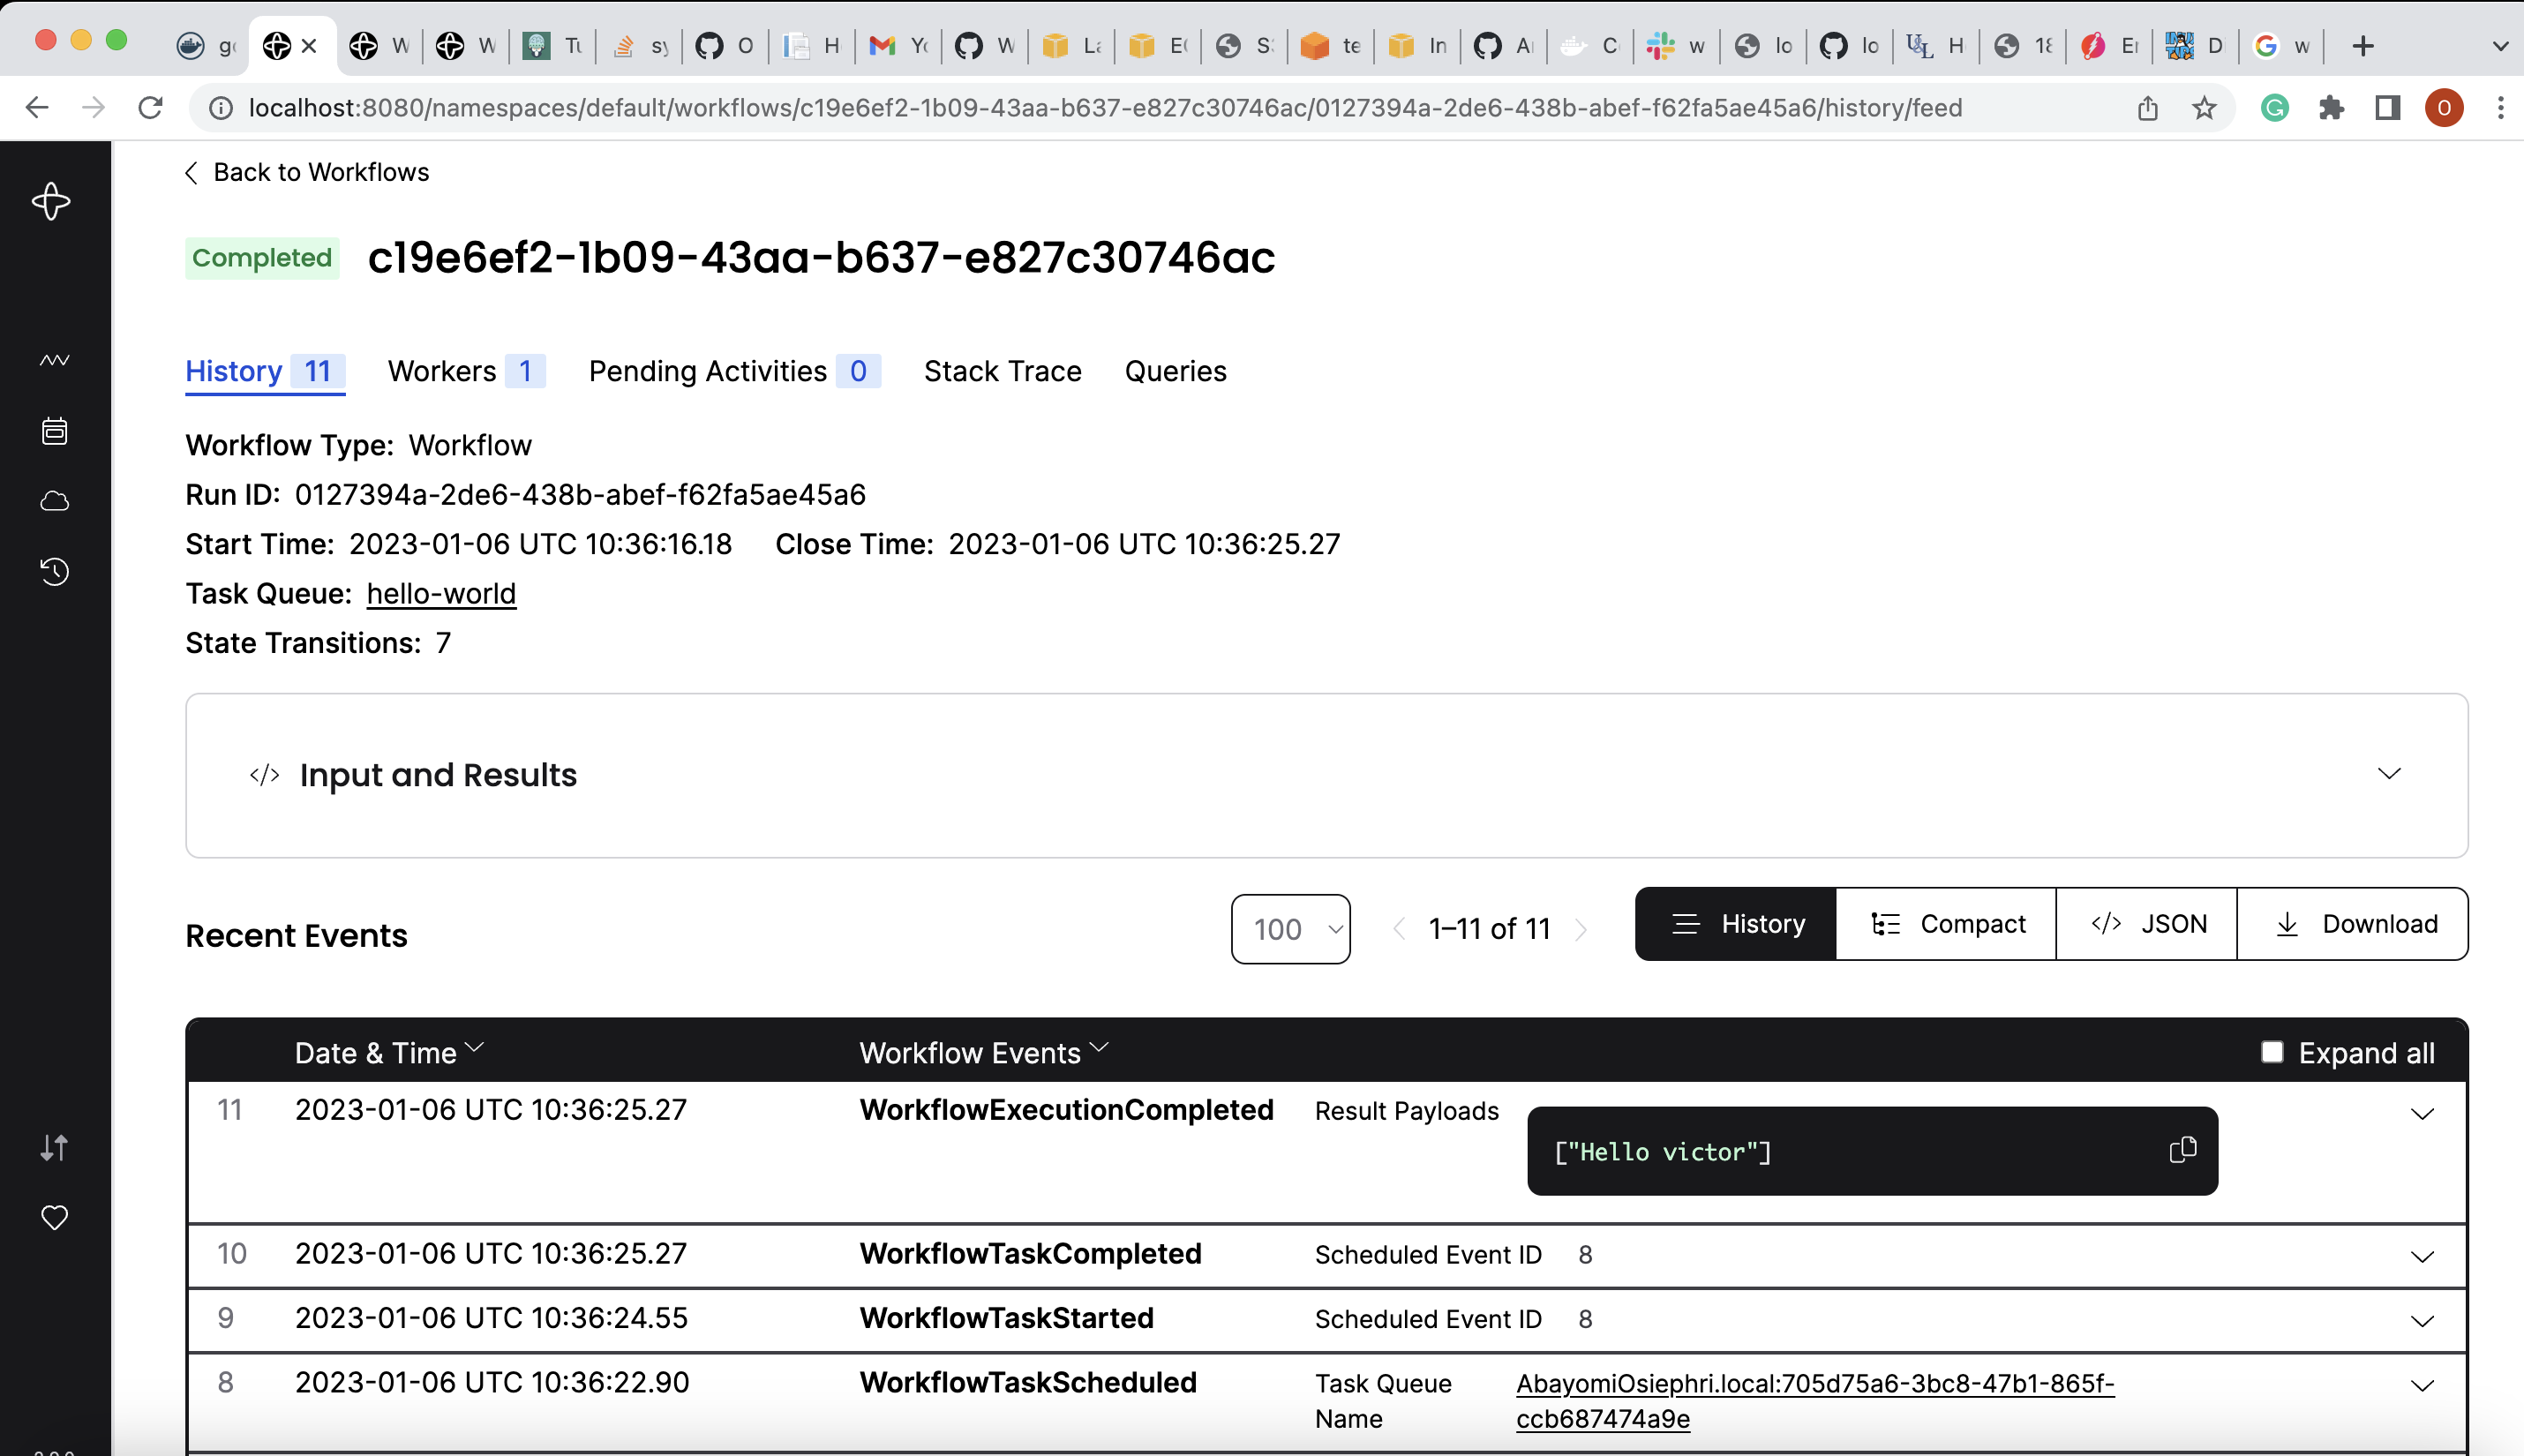 localhost:8080/namespaces/default/workflows/c19e6ef2-1b09-43aa-b637-e827c30746ac/0127394a-2de6-438b-abef-f62fa5ae45a6/history/feed
Back to Workflows
Completed c19e6ef2-1b09-43aa-b637-e827c30746ac
History 11 Workers 1 Pending Activities 0 Stack Trace Queries
Workflow Type: Workflow
Run ID: 0127394a-2de6-438b-abef-f62fa5ae45a6
Start Time: 2023-01-06 UTC 10:36:16.18 Close Time: 2023-01-06 UTC 10:36:25.27
Task Queue: hello-world
State Transitions: 7
</> Input and Results
Recent Events 100 1–11 of 11 History Compact </> JSON Download
Date & Time Workflow Events Expand all
11 2023-01-06 UTC 10:36:25.27 WorkflowExecutionCompleted Result Payloads
["Hello victor"]
10 2023-01-06 UTC 10:36:25.27 WorkflowTaskCompleted Scheduled Event ID 8
9 2023-01-06 UTC 10:36:24.55 WorkflowTaskStarted Scheduled Event ID 8
8 2023-01-06 UTC 10:36:22.90 WorkflowTaskScheduled Task Queue Name AbayomiOsiephri.local:705d75a6-3bc8-47b1-865f-
ccb687474a9e